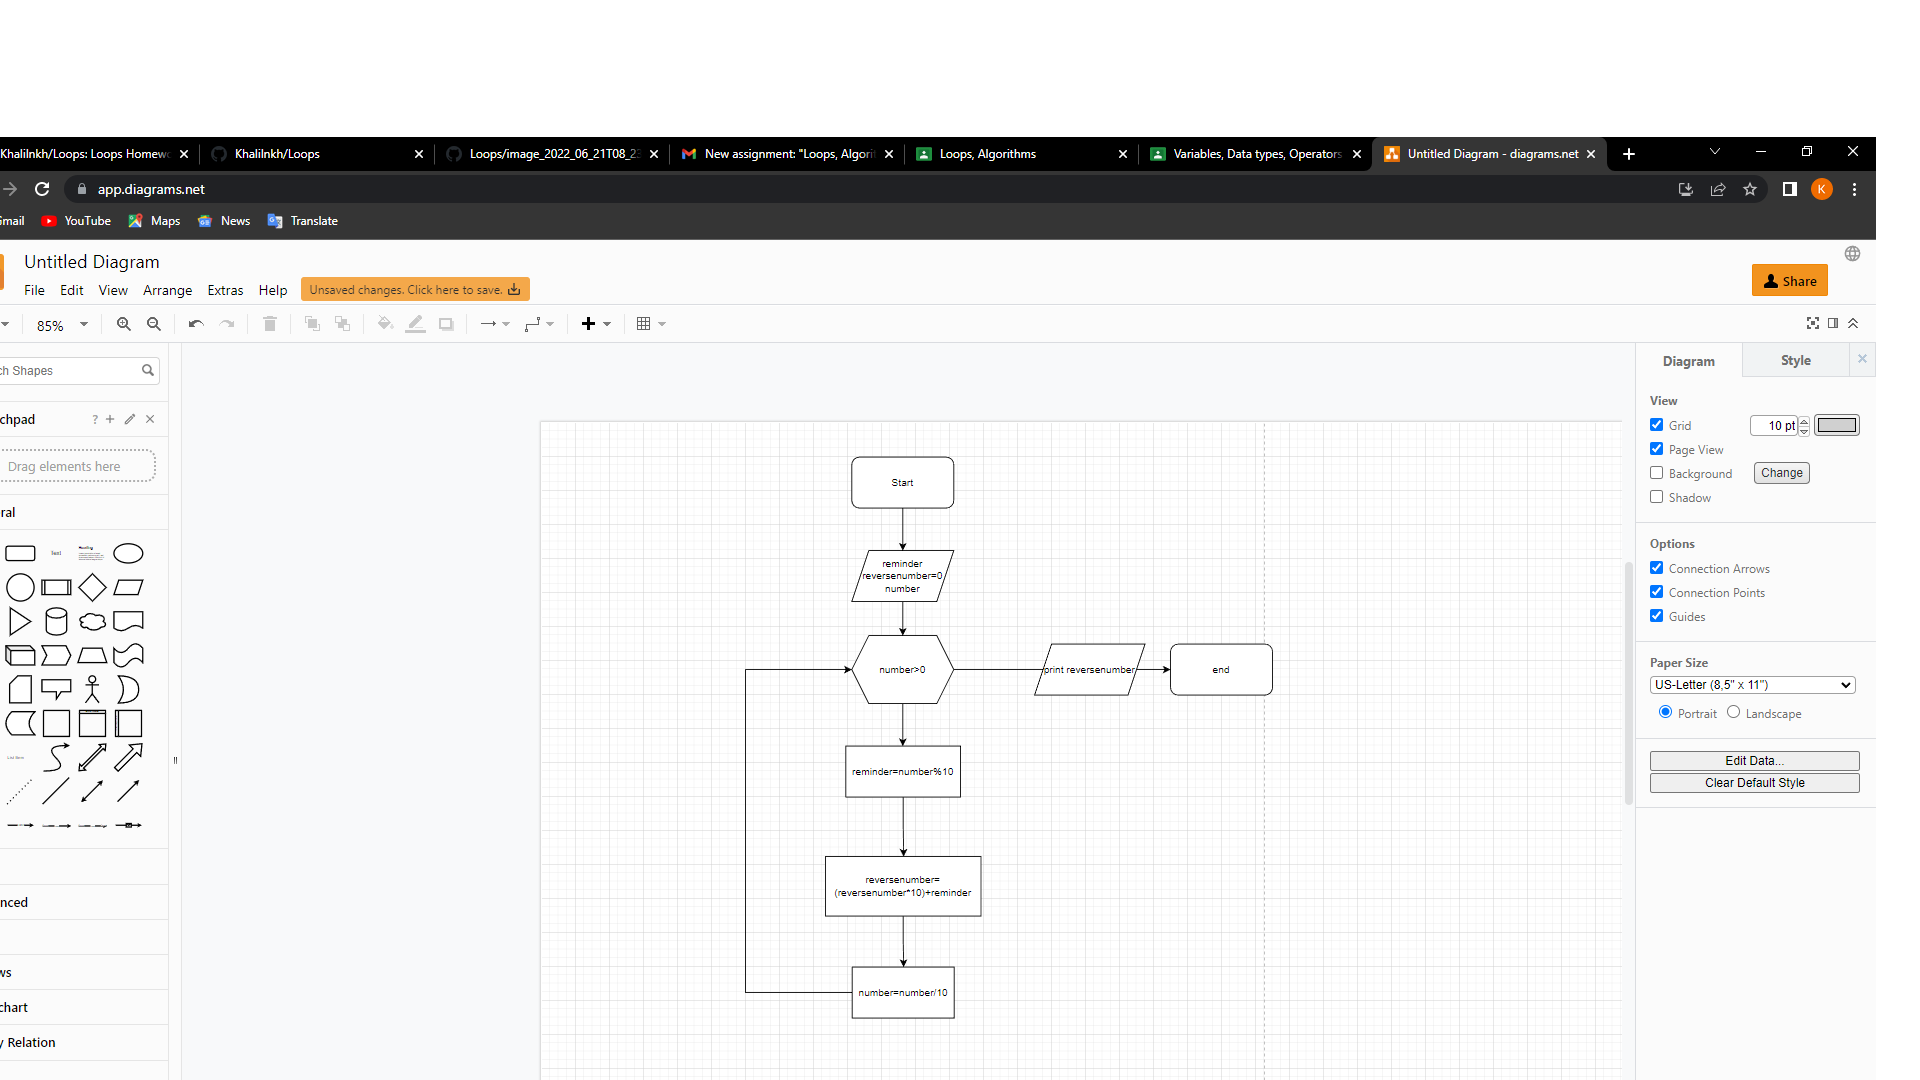 Khalilnkh/Loops: Loops Homew
Khalilnkh/Loops
Loops/image_2022_06_21T08_23
New assignment: "Loops, Algori
Loops, Algorithms
Variables, Data types, Operators
Untitled Diagram - diagrams.net
app.diagrams.net
K
Gmail
YouTube
Maps
News
Translate
Untitled Diagram
File
Edit
View
Arrange
Extras
Help
Unsaved changes. Click here to save.
Share
85%
ch Shapes
chpad
?
Drag elements here
ral
Text
Heading
List Item
nced
ws
chart
y Relation
Start
reminder
reversenumber=0
number
number>0
print reversenumber
end
reminder=number%10
reversenumber=
(reversenumber*10)+reminder
number=number/10
Diagram
Style
View
Grid
10 pt
Page View
Background
Change
Shadow
Options
Connection Arrows
Connection Points
Guides
Paper Size
US-Letter (8,5" x 11")
Portrait
Landscape
Edit Data...
Clear Default Style